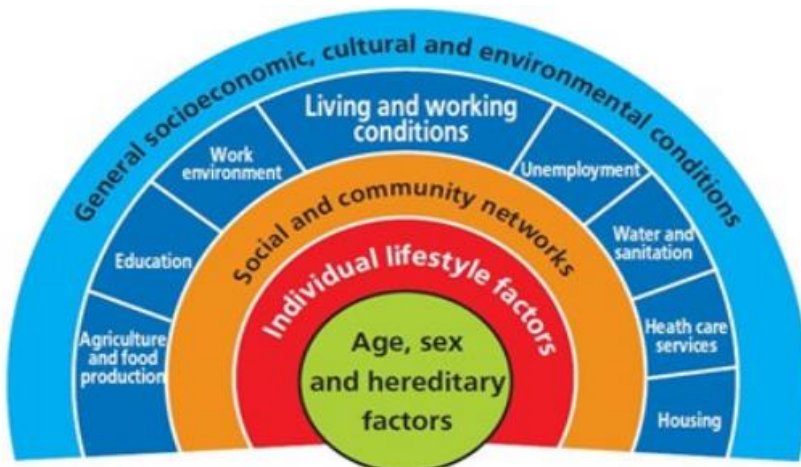 General socioeconomic, cultural and environmental conditions
Living and working
conditions
Work
environment
Unemployment
Education
Water and
sanitation
Agriculture
and food
production
Heath care
services
Housing
Social and community networks
Individual lifestyle factors
Age, sex
and hereditary
factors